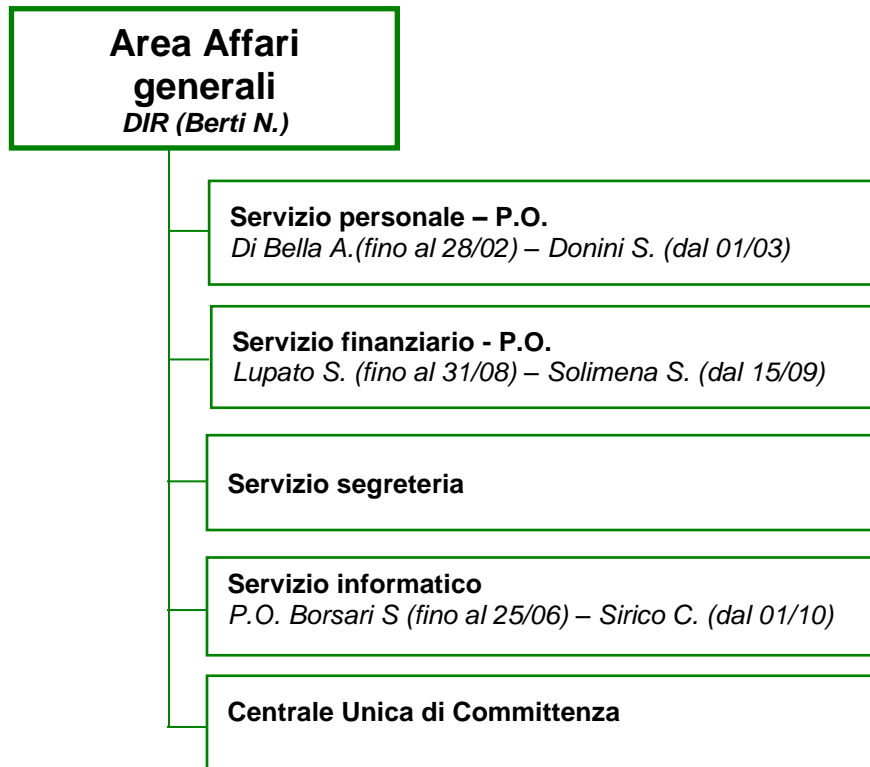 Area Affari
generali
DIR (Berti N.)
Servizio personale – P.O.
Di Bella A.(fino al 28/02) – Donini S. (dal 01/03)
Servizio finanziario - P.O.
Lupato S. (fino al 31/08) – Solimena S. (dal 15/09)
Servizio segreteria
Servizio informatico
P.O. Borsari S (fino al 25/06) – Sirico C. (dal 01/10)
Centrale Unica di Committenza